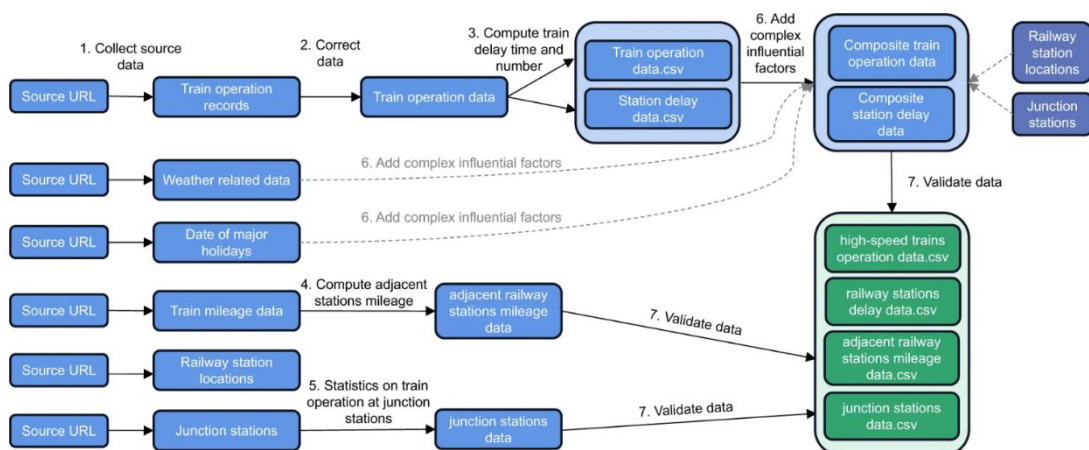 1. Collect source
data
2. Correct
data
3. Compute train
delay time and
number
6. Add
complex
influential
factors
Source URL
Train operation
records
Train operation data
Train operation
data.csv
Station delay
data.csv
Composite train
operation data
Composite
station delay
data
Railway
station
locations
Junction
stations
Source URL
Weather related data
6. Add complex influential factors
7. Validate data
Source URL
Date of major
holidays
6. Add complex influential factors
Source URL
Train mileage data
4. Compute adjacent
stations mileage
adjacent railway
stations mileage
data
7. Validate data
Source URL
Railway station
locations
Source URL
Junction stations
5. Statistics on train
operation at junction
stations
junction stations
data
7. Validate data
high-speed trains
operation data.csv
railway stations
delay data.csv
adjacent railway
stations mileage
data.csv
junction stations
data.csv